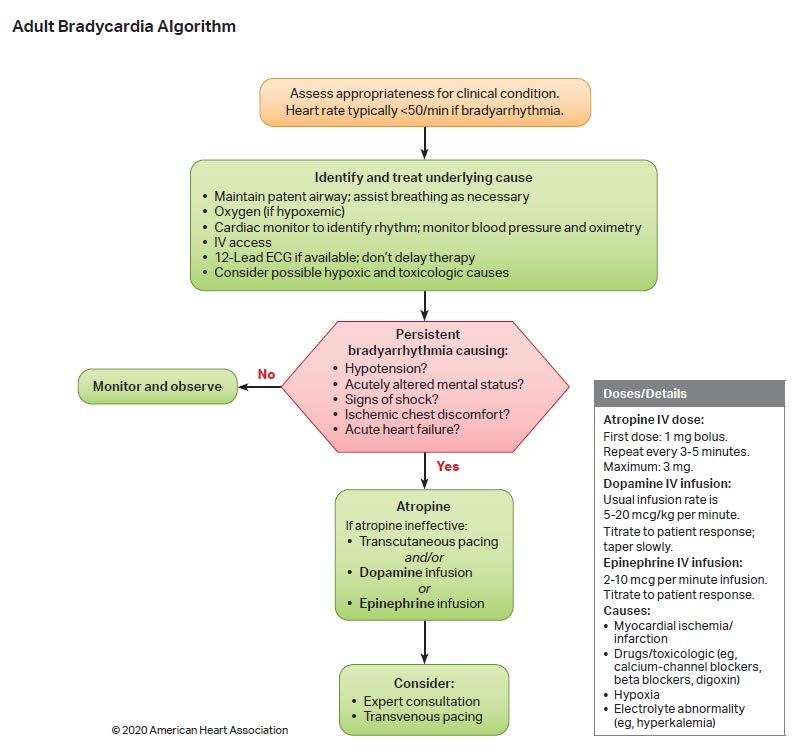 Adult Bradycardia Algorithm
Assess appropriateness for clinical condition.
Heart rate typically <50/min if bradyarrhythmia.
Identify and treat underlying cause
• Maintain patent airway; assist breathing as necessary
• Oxygen (if hypoxemic)
• Cardiac monitor to identify rhythm; monitor blood pressure and oximetry
• IV access
• 12-Lead ECG if available; don't delay therapy
• Consider possible hypoxic and toxicologic causes
Persistent
bradyarrhythmia causing:
• Hypotension?
• Acutely altered mental status?
• Signs of shock?
• Ischemic chest discomfort?
• Acute heart failure?
No
Monitor and observe
Yes
Atropine
If atropine ineffective:
• Transcutaneous pacing
and/or
• Dopamine infusion
or
• Epinephrine infusion
Consider:
• Expert consultation
• Transvenous pacing
Doses/Details
Atropine IV dose:
First dose: 1 mg bolus.
Repeat every 3-5 minutes.
Maximum: 3 mg.
Dopamine IV infusion:
Usual infusion rate is
5-20 mcg/kg per minute.
Titrate to patient response;
taper slowly.
Epinephrine IV infusion:
2-10 mcg per minute infusion.
Titrate to patient response.
Causes:
• Myocardial ischemia/
infarction
• Drugs/toxicologic (eg,
calcium-channel blockers,
beta blockers, digoxin)
• Hypoxia
• Electrolyte abnormality
(eg, hyperkalemia)
© 2020 American Heart Association